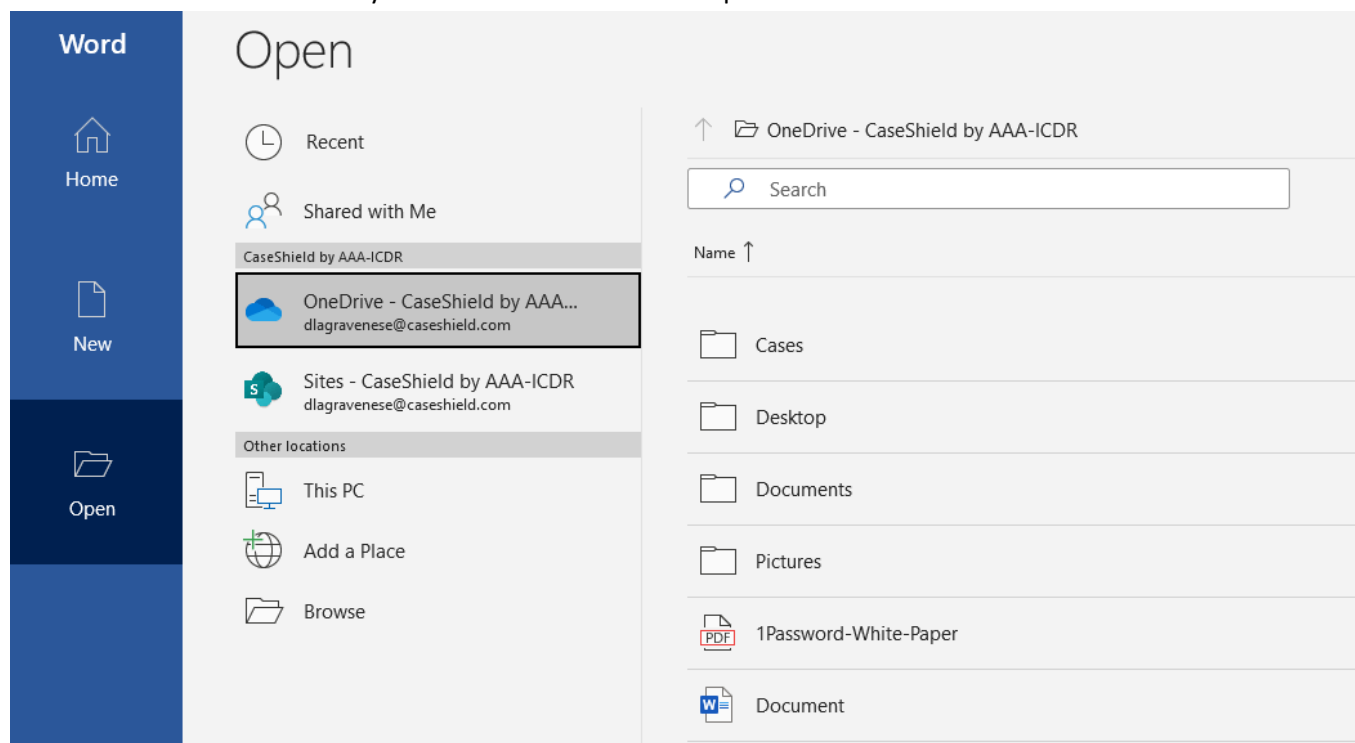 Word
Home
New
Open
Open
Recent
Shared with Me
CaseShield by AAA-ICDR
OneDrive - CaseShield by AAA...
dlagravenese@caseshield.com
S
Sites - CaseShield by AAA-ICDR
dlagravenese@caseshield.com
Other locations
This PC
Add a Place
Browse
↑ OneDrive - CaseShield by AAA-ICDR
Search
Name ↑
Cases
Desktop
Documents
Pictures
PDF 1Password-White-Paper
W Document